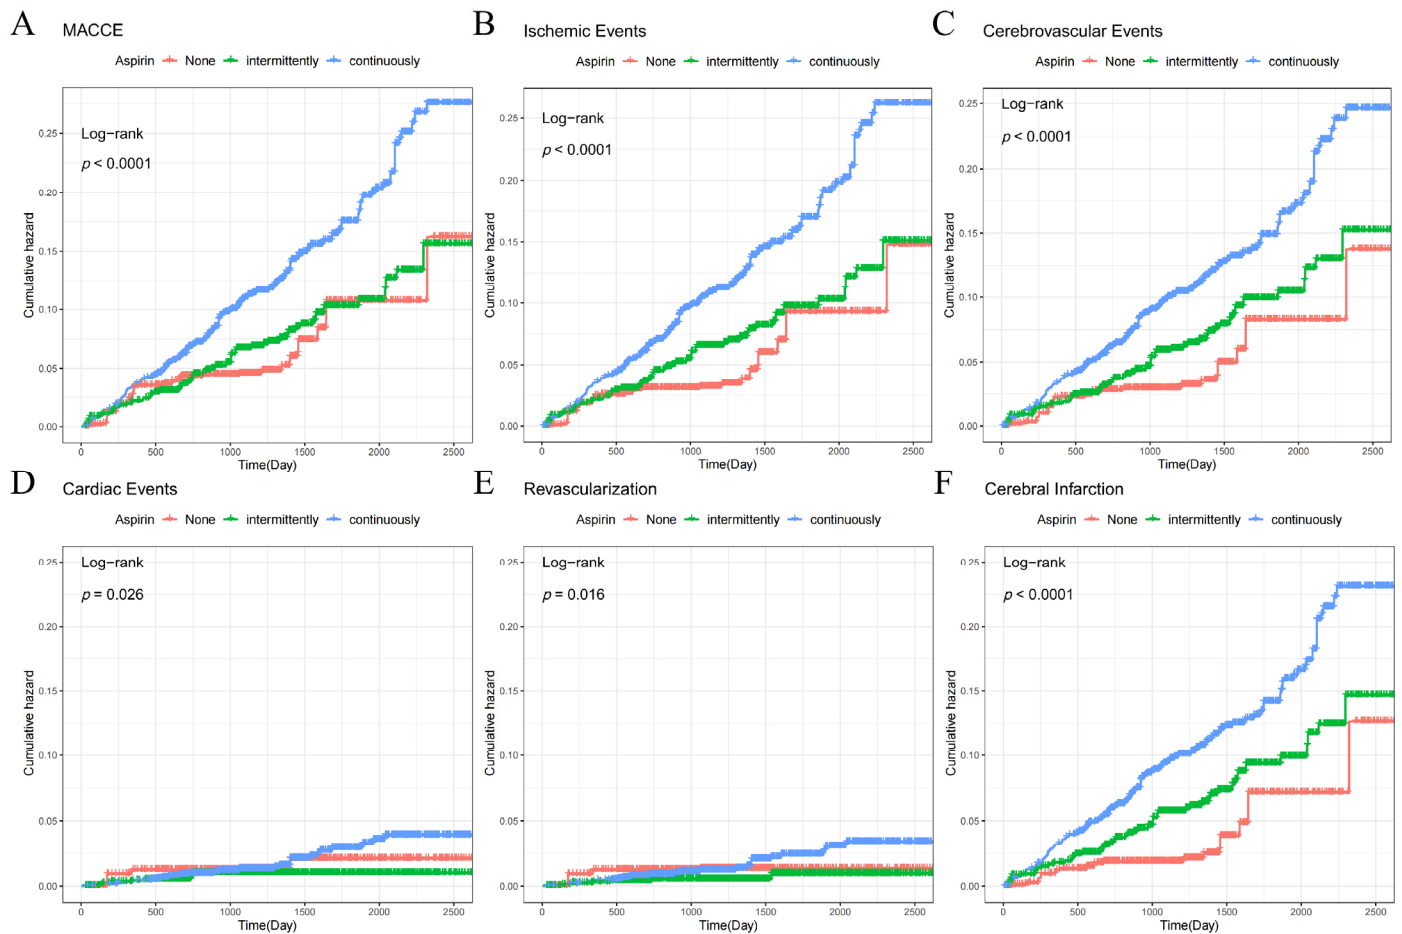 A MACCE
Aspirin None intermittently continuously
Log-rank
p < 0.0001
0.25
0.20
0.15
0.10
0.05
0.00
Cumulative hazard
0 500 1000 1500 2000 2500
Time(Day)
B Ischemic Events
Aspirin None intermittently continuously
Log-rank
p < 0.0001
0.25
0.20
0.15
0.10
0.05
0.00
Cumulative hazard
0 500 1000 1500 2000 2500
Time(Day)
C Cerebrovascular Events
Aspirin None intermittently continuously
Log-rank
p < 0.0001
0.25
0.20
0.15
0.10
0.05
0.00
Cumulative hazard
0 500 1000 1500 2000 2500
Time(Day)
D Cardiac Events
Aspirin None intermittently continuously
Log-rank
p = 0.026
0.25
0.20
0.15
0.10
0.05
0.00
Cumulative hazard
0 500 1000 1500 2000 2500
Time(Day)
E Revascularization
Aspirin None intermittently continuously
Log-rank
p = 0.016
0.25
0.20
0.15
0.10
0.05
0.00
Cumulative hazard
0 500 1000 1500 2000 2500
Time(Day)
F Cerebral Infarction
Aspirin None intermittently continuously
Log-rank
p < 0.0001
0.25
0.20
0.15
0.10
0.05
0.00
Cumulative hazard
0 500 1000 1500 2000 2500
Time(Day)